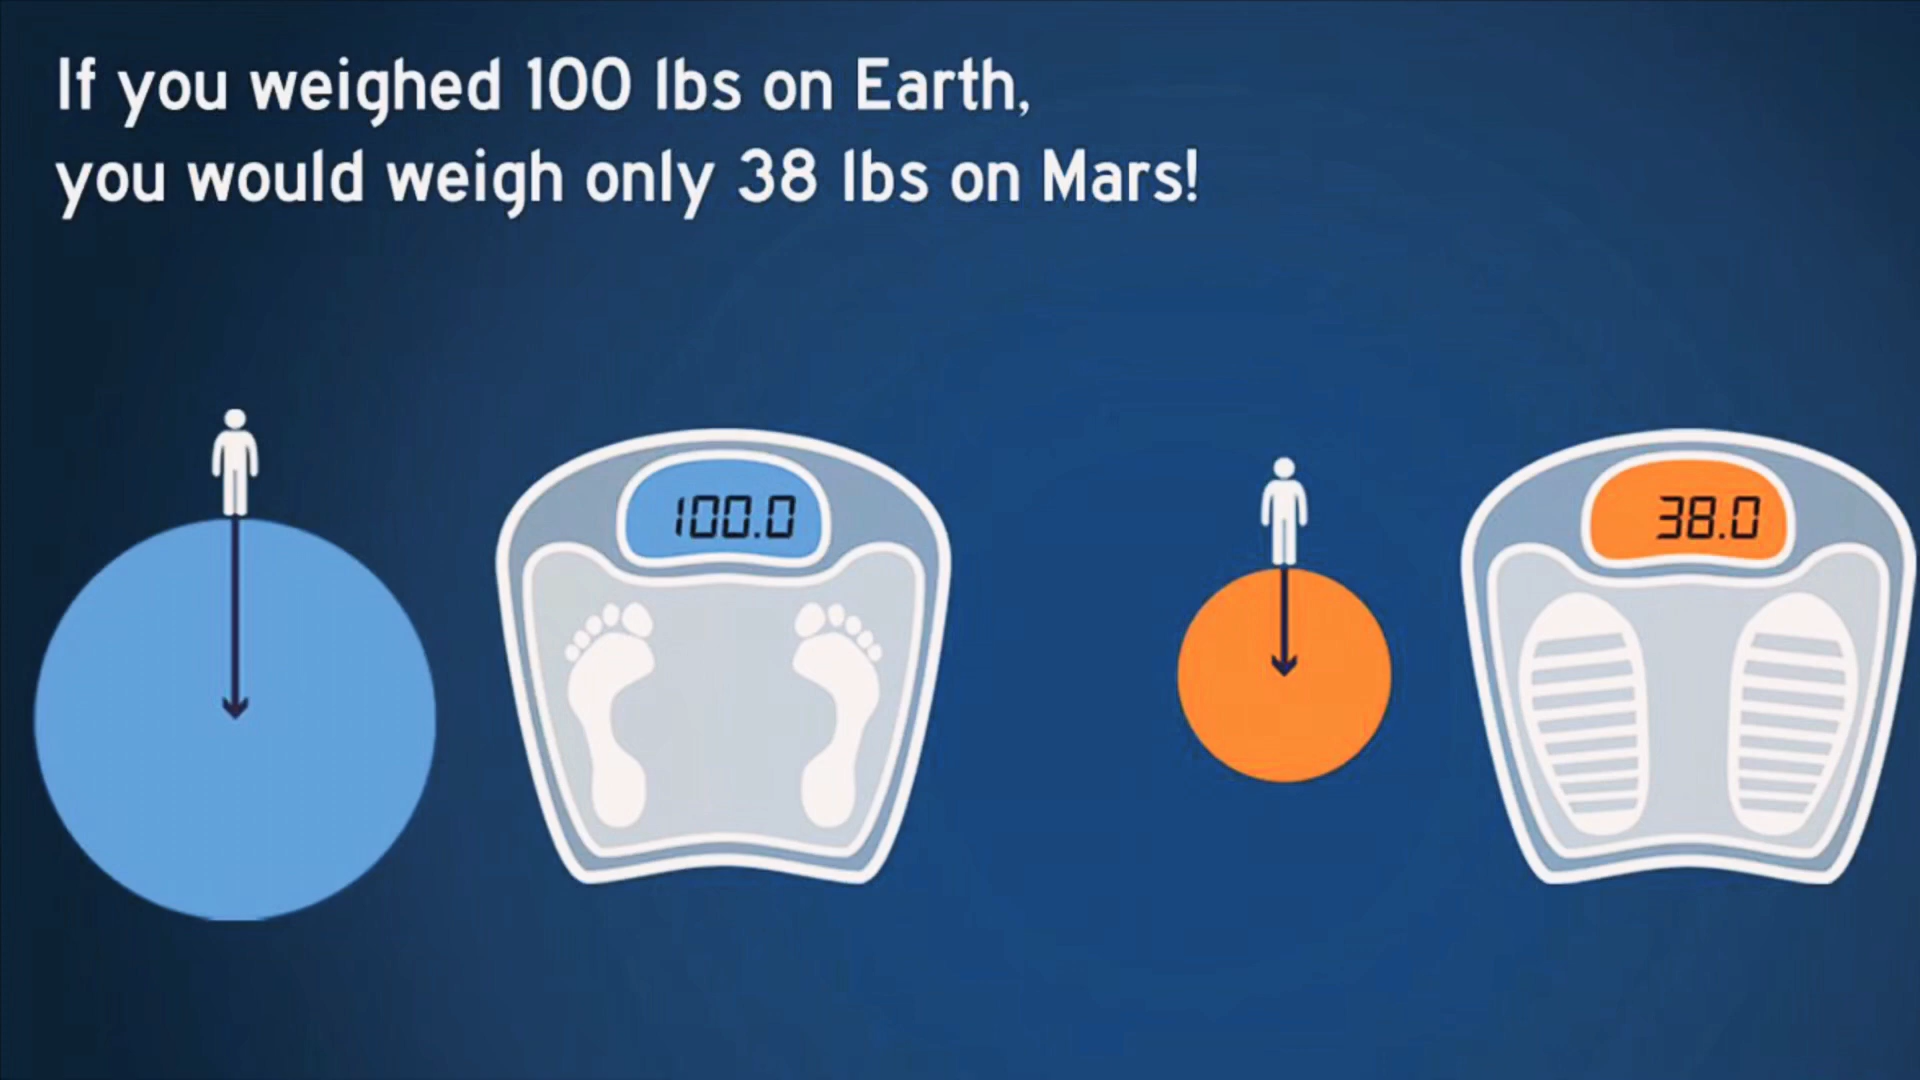 If you weighed 100 lbs on Earth,
you would weigh only 38 lbs on Mars!
100.0
38.0